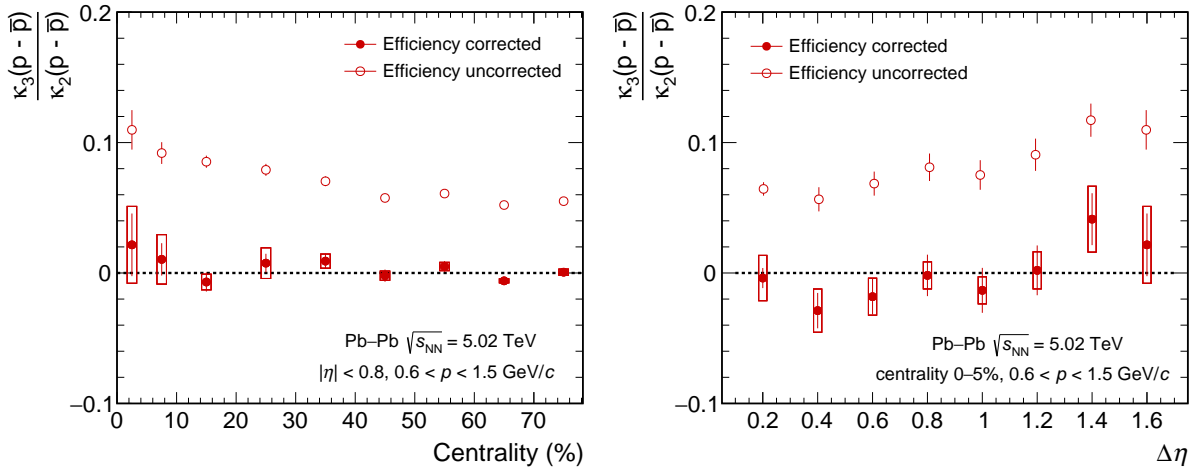 κ₃(p - p̅)
κ₂(p - p̅)
Efficiency corrected
Efficiency uncorrected
0.2
0.1
0
−0.1
Pb–Pb √sNN = 5.02 TeV
|η| < 0.8, 0.6 < p < 1.5 GeV/c
0 10 20 30 40 50 60 70
Centrality (%)
κ₃(p - p̅)
κ₂(p - p̅)
Efficiency corrected
Efficiency uncorrected
0.2
0.1
0
−0.1
Pb–Pb √sNN = 5.02 TeV
centrality 0–5%, 0.6 < p < 1.5 GeV/c
0.2 0.4 0.6 0.8 1 1.2 1.4 1.6
Δη